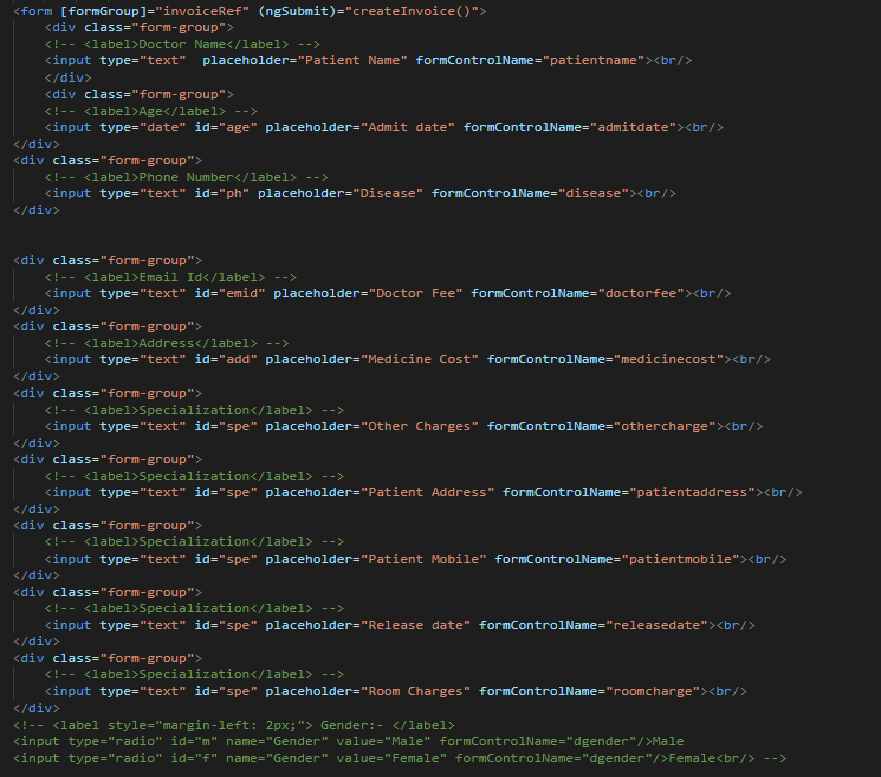 <form [formGroup]="invoiceRef" (ngSubmit)="createInvoice()">
<div class="form-group">
<!-- <label>Doctor Name</label> -->
<input type="text"  placeholder="Patient Name" formControlName="patientname"><br/>
</div>
<div class="form-group">
<!-- <label>Age</label> -->
<input type="date" id="age" placeholder="Admit date" formControlName="admitdate"><br/>
</div>
<div class="form-group">
<!-- <label>Phone Number</label> -->
<input type="text" id="ph" placeholder="Disease" formControlName="disease"><br/>
</div>
<div class="form-group">
<!-- <label>Email Id</label> -->
<input type="text" id="emid" placeholder="Doctor Fee" formControlName="doctorfee"><br/>
</div>
<div class="form-group">
<!-- <label>Address</label> -->
<input type="text" id="add" placeholder="Medicine Cost" formControlName="medicinecost"><br/>
</div>
<div class="form-group">
<!-- <label>Specialization</label> -->
<input type="text" id="spe" placeholder="Other Charges" formControlName="othercharge"><br/>
</div>
<div class="form-group">
<!-- <label>Specialization</label> -->
<input type="text" id="spe" placeholder="Patient Address" formControlName="patientaddress"><br/>
</div>
<div class="form-group">
<!-- <label>Specialization</label> -->
<input type="text" id="spe" placeholder="Patient Mobile" formControlName="patientmobile"><br/>
</div>
<div class="form-group">
<!-- <label>Specialization</label> -->
<input type="text" id="spe" placeholder="Release date" formControlName="releasedate"><br/>
</div>
<div class="form-group">
<!-- <label>Specialization</label> -->
<input type="text" id="spe" placeholder="Room Charges" formControlName="roomcharge"><br/>
</div>
<!-- <label style="margin-left: 2px;"> Gender:- </label>
<input type="radio" id="m" name="Gender" value="Male" formControlName="dgender"/>Male
<input type="radio" id="f" name="Gender" value="Female" formControlName="dgender"/>Female<br/> -->